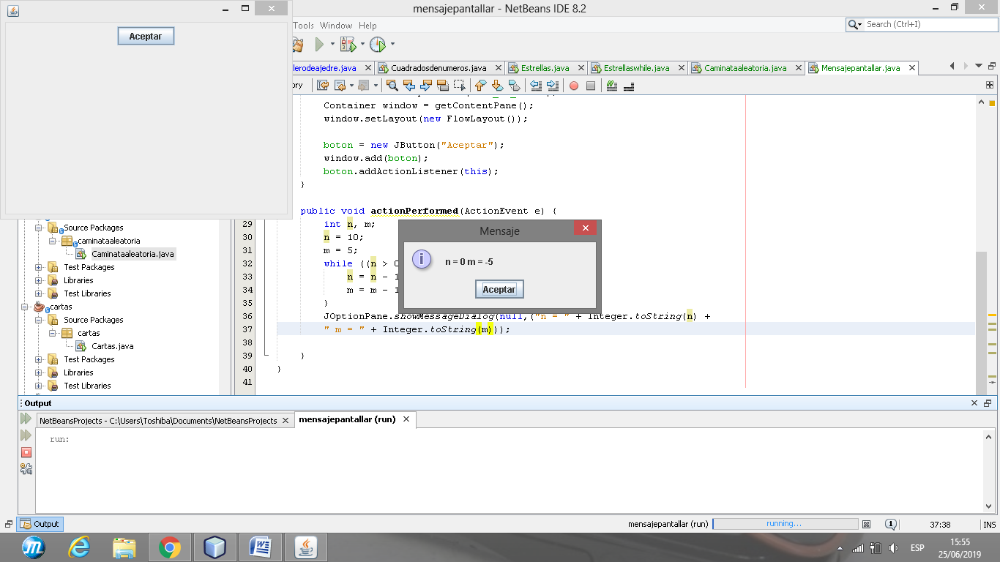 mensajepantallar - NetBeans IDE 8.2
Aceptar
Tools Window Help
Search (Ctrl+I)
lerodeajedre.java
Cuadradosdenumeros.java
Estrellas.java
Estrellaswhile.java
Caminataaleatoria.java
Mensajepantallar.java
ory
Container window = getContentPane();
window.setLayout(new FlowLayout());
boton = new JButton("Aceptar");
window.add(boton);
boton.addActionListener(this);
}
public void actionPerformed(ActionEvent e) {
29 int n, m;
30 n = 10;
31 m = 5;
32 while ((n > 
33 n = n - 1
34 m = m - 1
35 }
36 JOptionPane.showMessageDialog(null,("n = " + Integer.toString(n) +
37 " m = " + Integer.toString(m)));
38
39 }
40 }
41
Mensaje
n = 0 m = -5
Aceptar
Source Packages
caminataaleatoria
Caminataaleatoria.java
Test Packages
Libraries
Test Libraries
cartas
Source Packages
cartas
Cartas.java
Test Packages
Libraries
Test Libraries
Output
NetBeansProjects - C:\Users\Toshiba\Documents\NetBeansProjects
mensajepantallar (run)
run:
Output
mensajepantallar (run)
running...
1
37:38
INS
ESP
15:55
25/06/2019